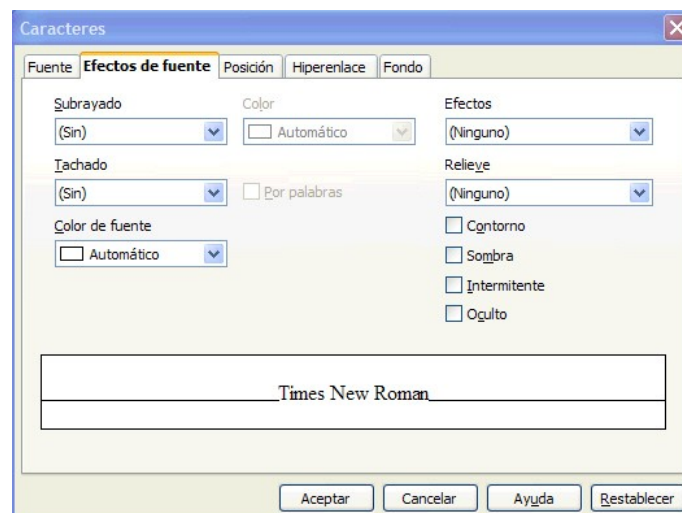 Caracteres
Fuente Efectos de fuente Posición Hiperenlace Fondo
Subrayado Color Efectos
(Sin) Automático (Ninguno)
Tachado Relieve
(Sin) Por palabras (Ninguno)
Color de fuente Contorno
Automático Sombra
Intermitente
Oculto
Times New Roman
Aceptar Cancelar Ayuda Restablecer